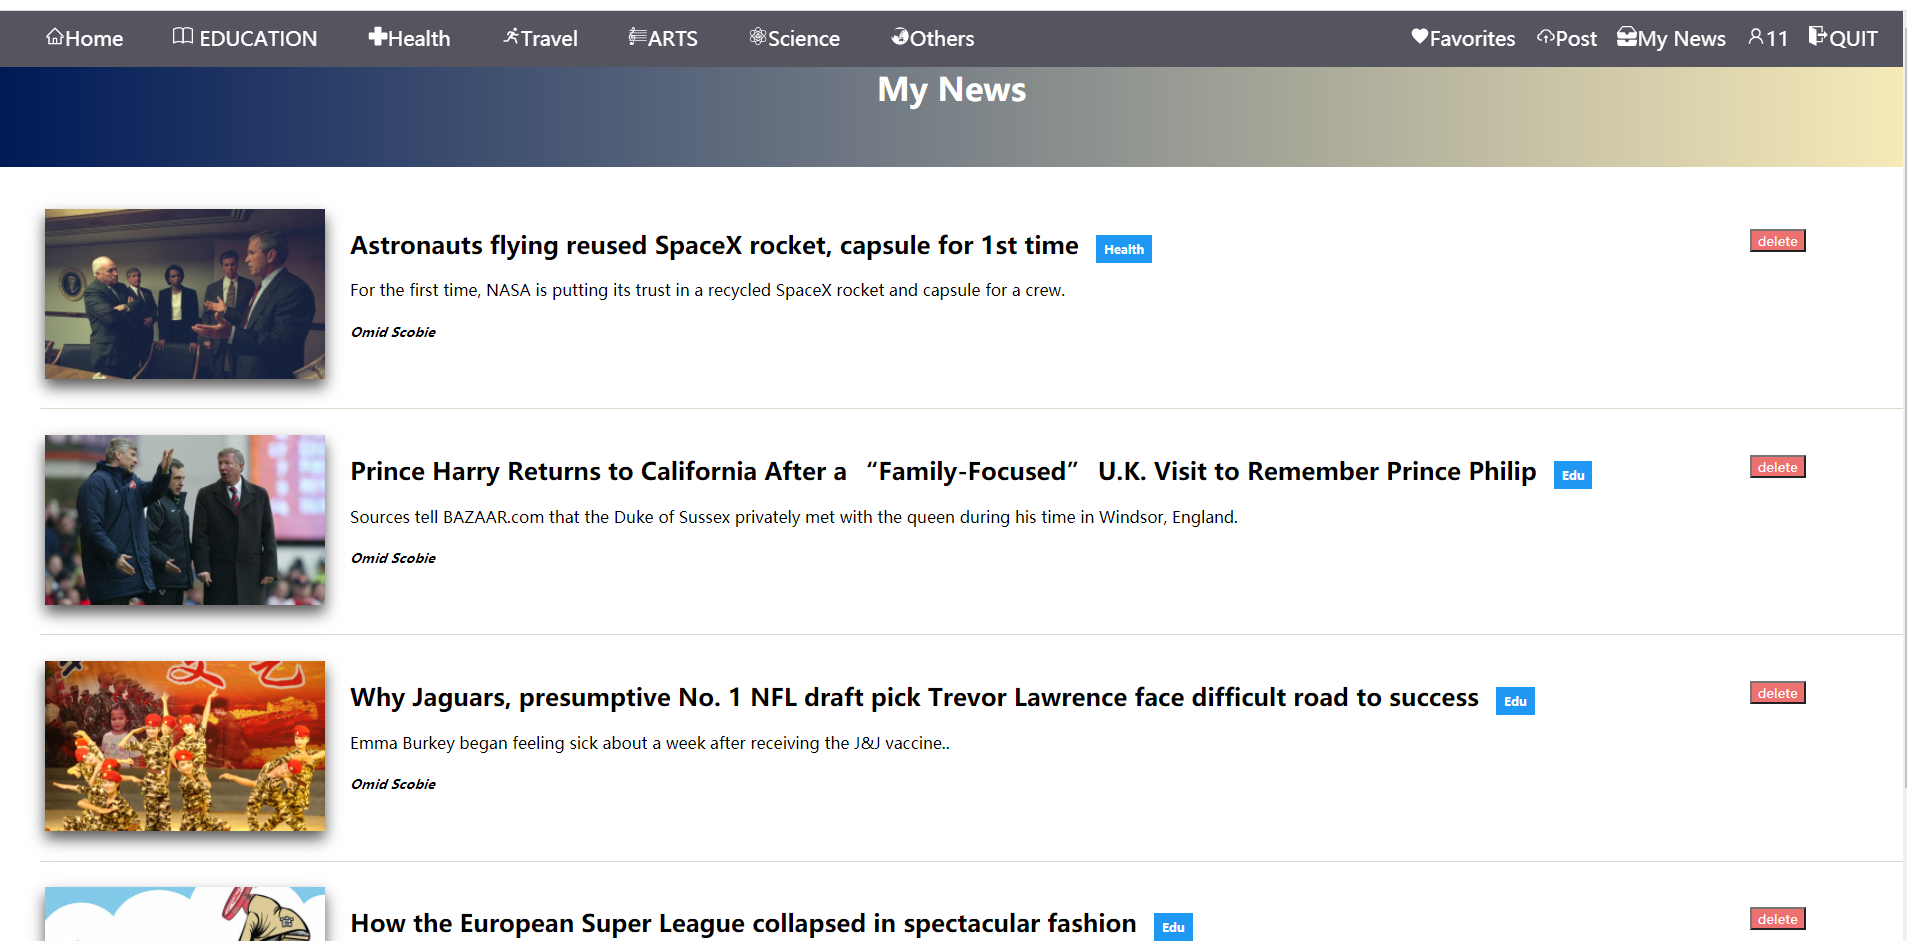 Home EDUCATION Health Travel ARTS Science Others Favorites Post My News 11 QUIT
My News
Astronauts flying reused SpaceX rocket, capsule for 1st time Health delete
For the first time, NASA is putting its trust in a recycled SpaceX rocket and capsule for a crew.
Omid Scobie
Prince Harry Returns to California After a “Family-Focused” U.K. Visit to Remember Prince Philip Edu delete
Sources tell BAZAAR.com that the Duke of Sussex privately met with the queen during his time in Windsor, England.
Omid Scobie
Why Jaguars, presumptive No. 1 NFL draft pick Trevor Lawrence face difficult road to success Edu delete
Emma Burkey began feeling sick about a week after receiving the J&J vaccine..
Omid Scobie
How the European Super League collapsed in spectacular fashion Edu delete